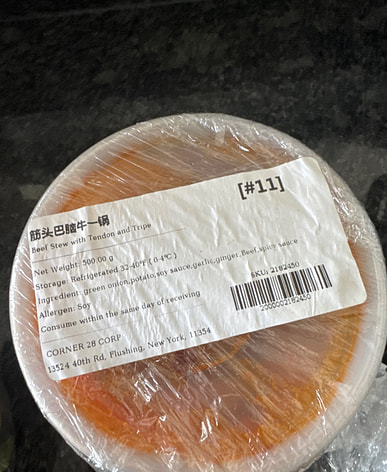 [#11]
筋头巴脑牛一锅
Beef Stew with Tendon and Tripe
Net Weight: 500.00 g
Storage: Refrigerated 32-40°F ( 0-4°C )
Ingredient: green onion,potato,soy sauce,garlic,ginger,Beef,spicy sauce
Allergen: Soy
Consume within the same day of receiving
SKU: 2182450
2000002182450
CORNER 28 CORP
13524 40th Rd, Flushing, New York, 11354